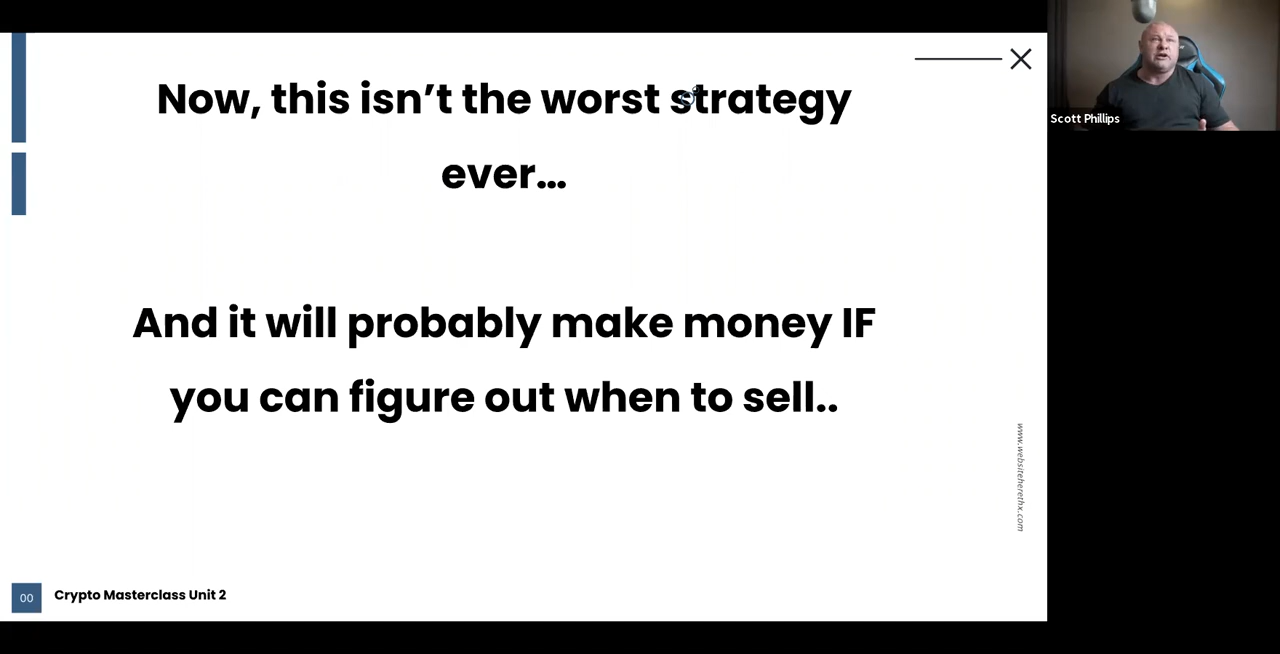 Now, this isn't the worst strategy
ever...
And it will probably make money IF
you can figure out when to sell..
www.websiteherethx.com
00
Crypto Masterclass Unit 2
Scott Phillips